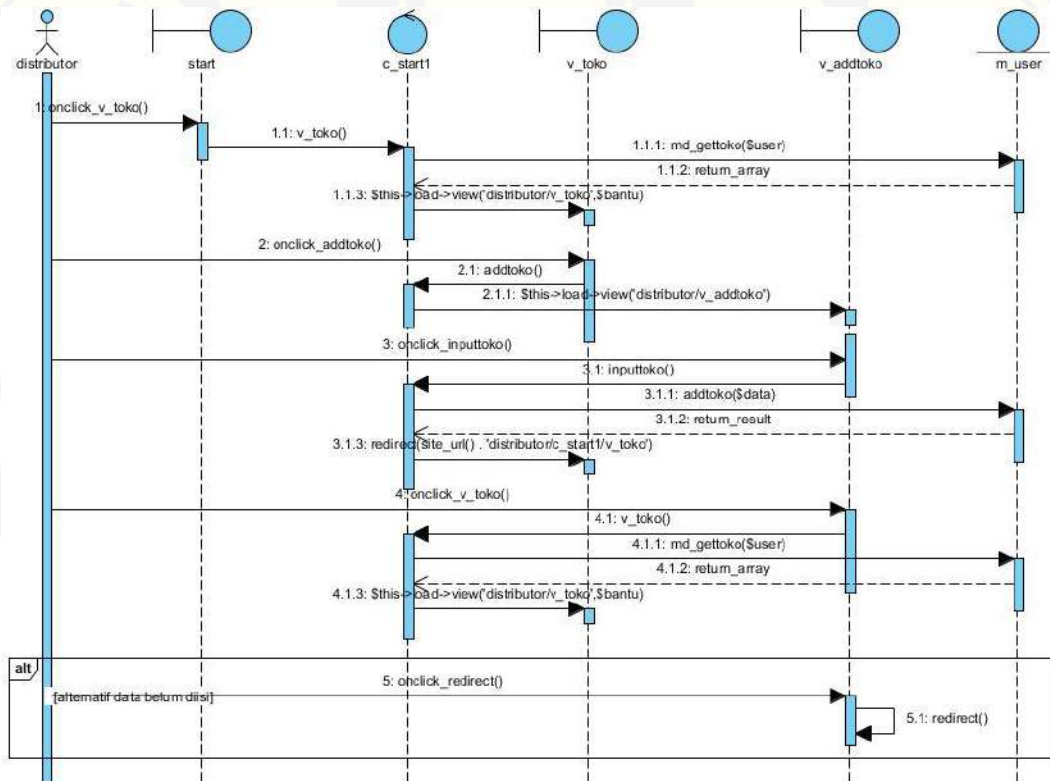 distributor
start
c_start1
v_toko
v_addtoko
m_user
1: onclick_v_toko()
1.1: v_toko()
1.1.1: md_gettoko($user)
1.1.2: return_array
1.1.3: $this->load->view('distributor/v_toko',$bantu)
2: onclick_addtoko()
2.1: addtoko()
2.1.1: $this->load->view('distributor/v_addtoko')
3: onclick_inputtoko()
3.1: inputtoko()
3.1.1: addtoko($data)
3.1.2: return_result
3.1.3: redirect(site_url() . 'distributor/c_start1/v_toko')
4: onclick_v_toko()
4.1: v_toko()
4.1.1: md_gettoko($user)
4.1.2: return_array
4.1.3: $this->load->view('distributor/v_toko',$bantu)
alt
5: onclick_redirect()
[alternatif data belum diisi]
5.1: redirect()